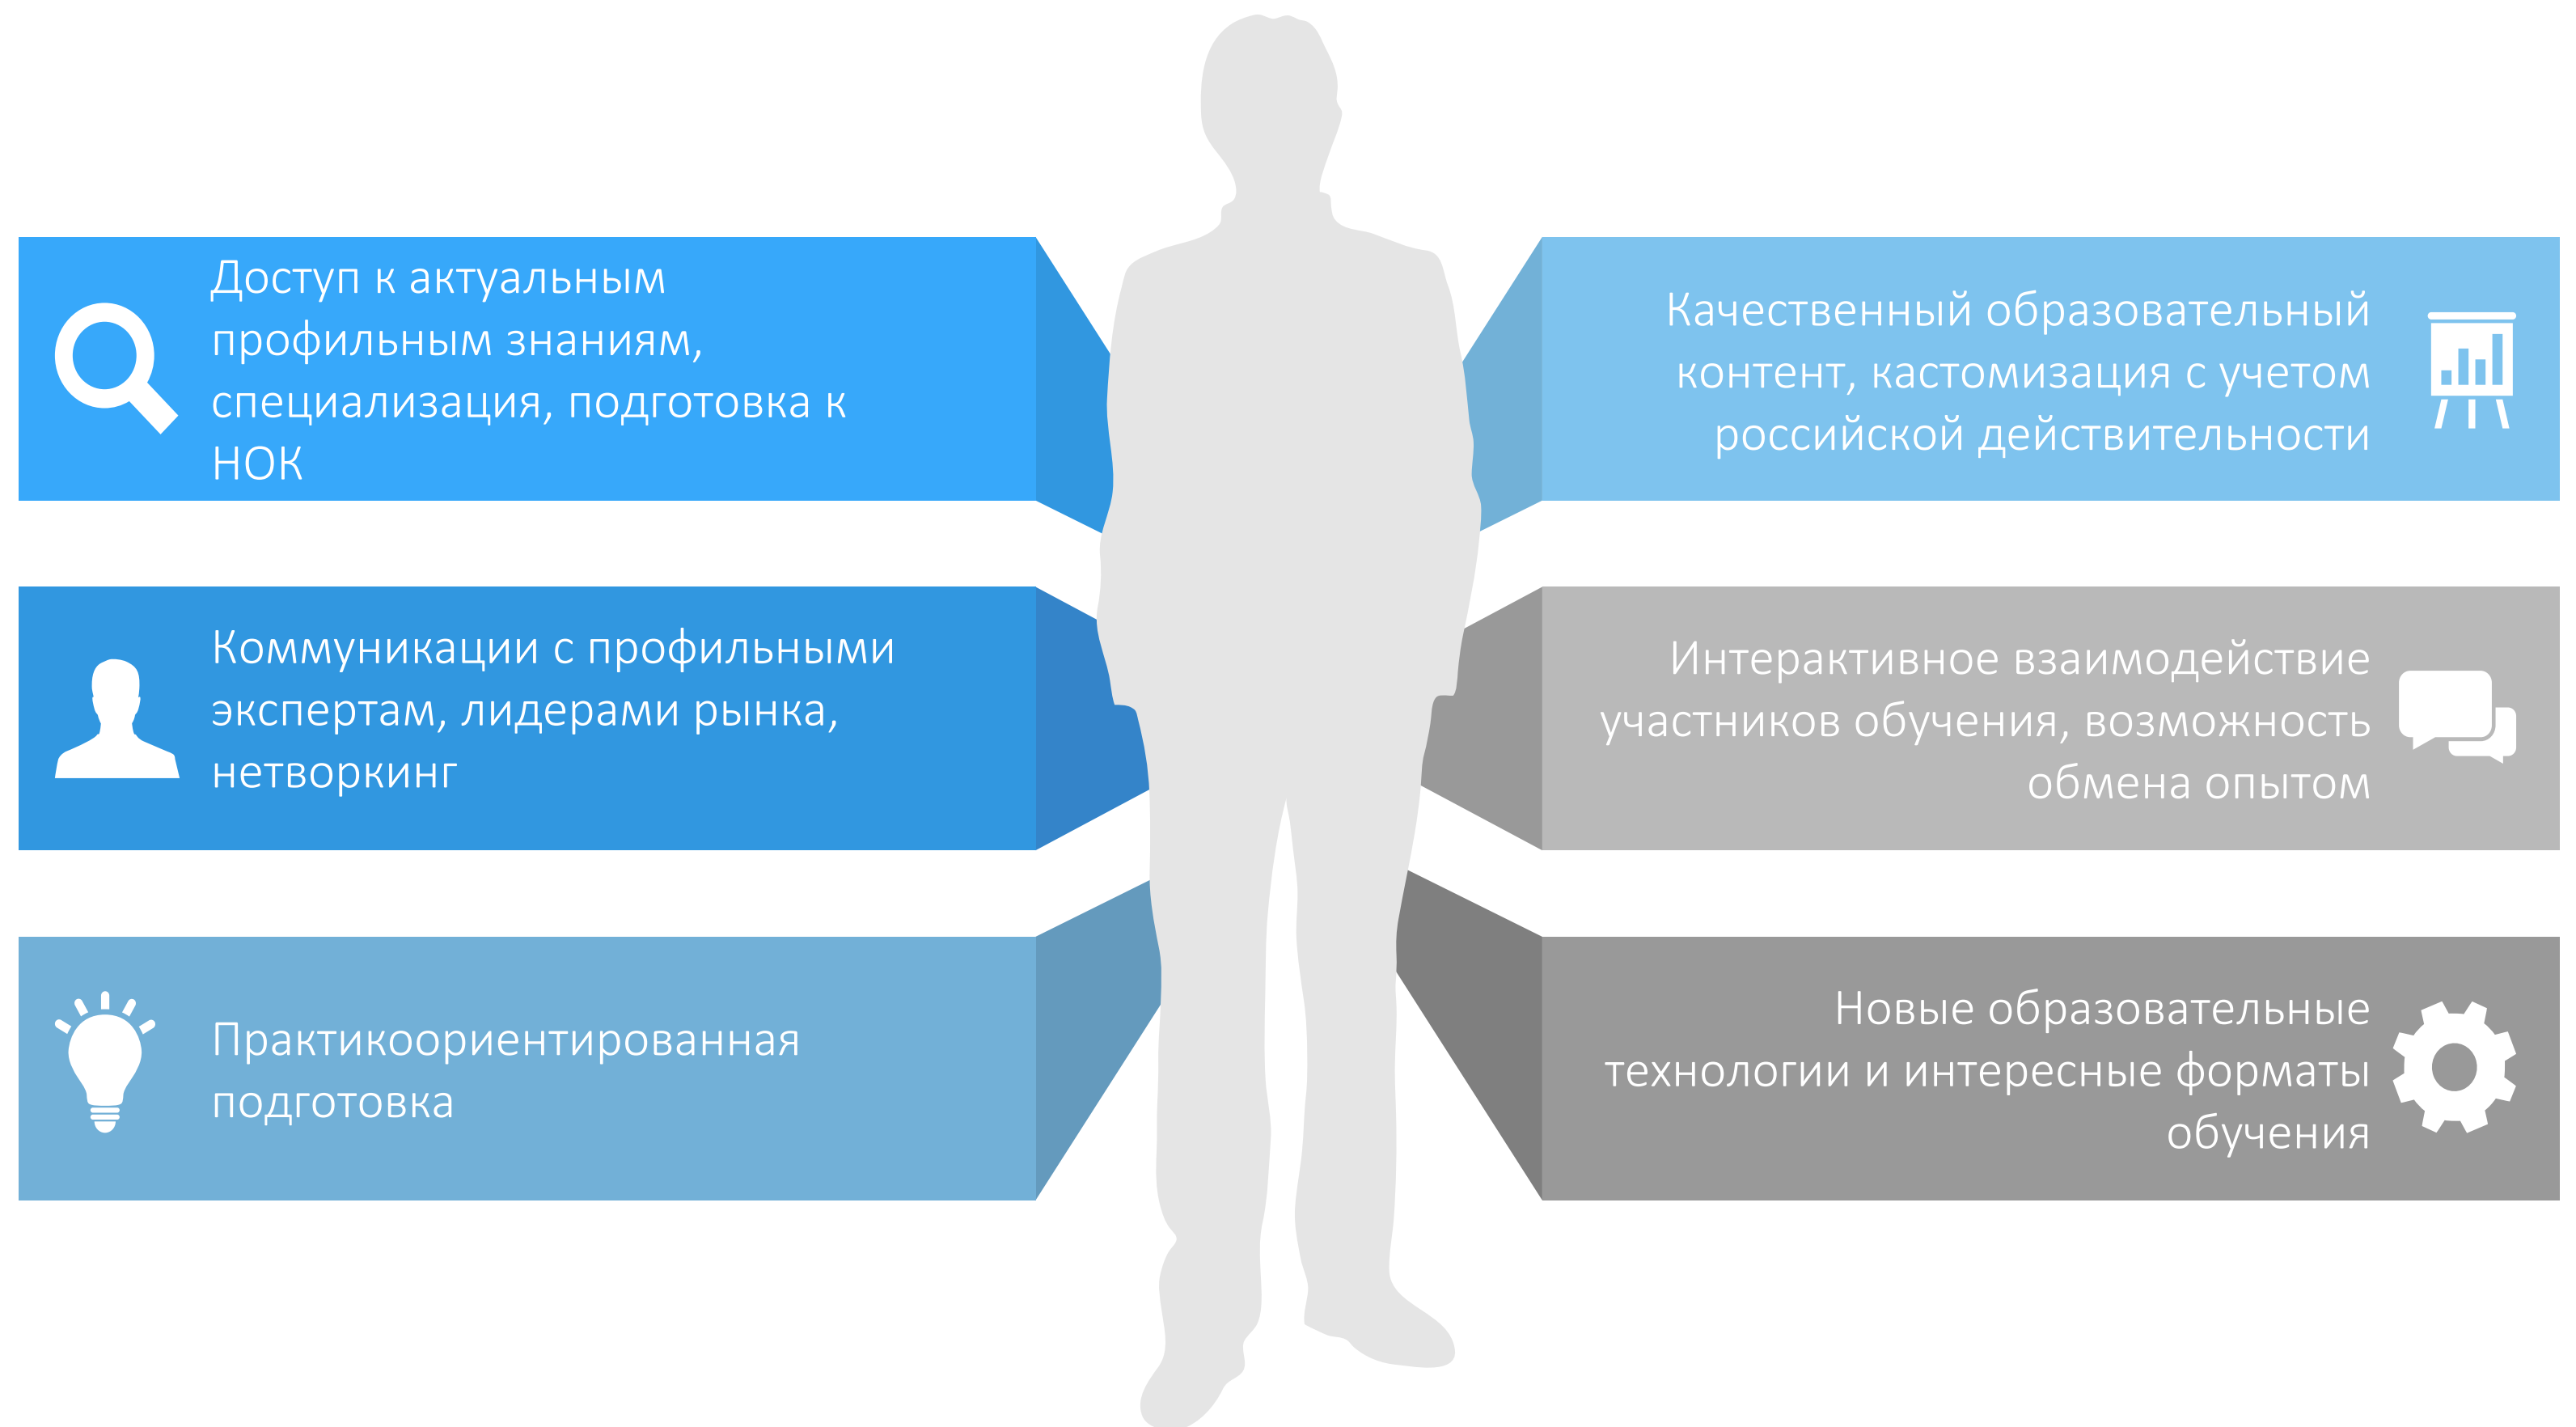 Доступ к актуальным
профильным знаниям,
специализация, подготовка к
НОК
Коммуникации с профильными
экспертам, лидерами рынка,
нетворкинг
Практикоориентированная
подготовка
Качественный образовательный
контент, кастомизация с учетом
российской действительности
Интерактивное взаимодействие
участников обучения, возможность
обмена опытом
Новые образовательные
технологии и интересные форматы
обучения